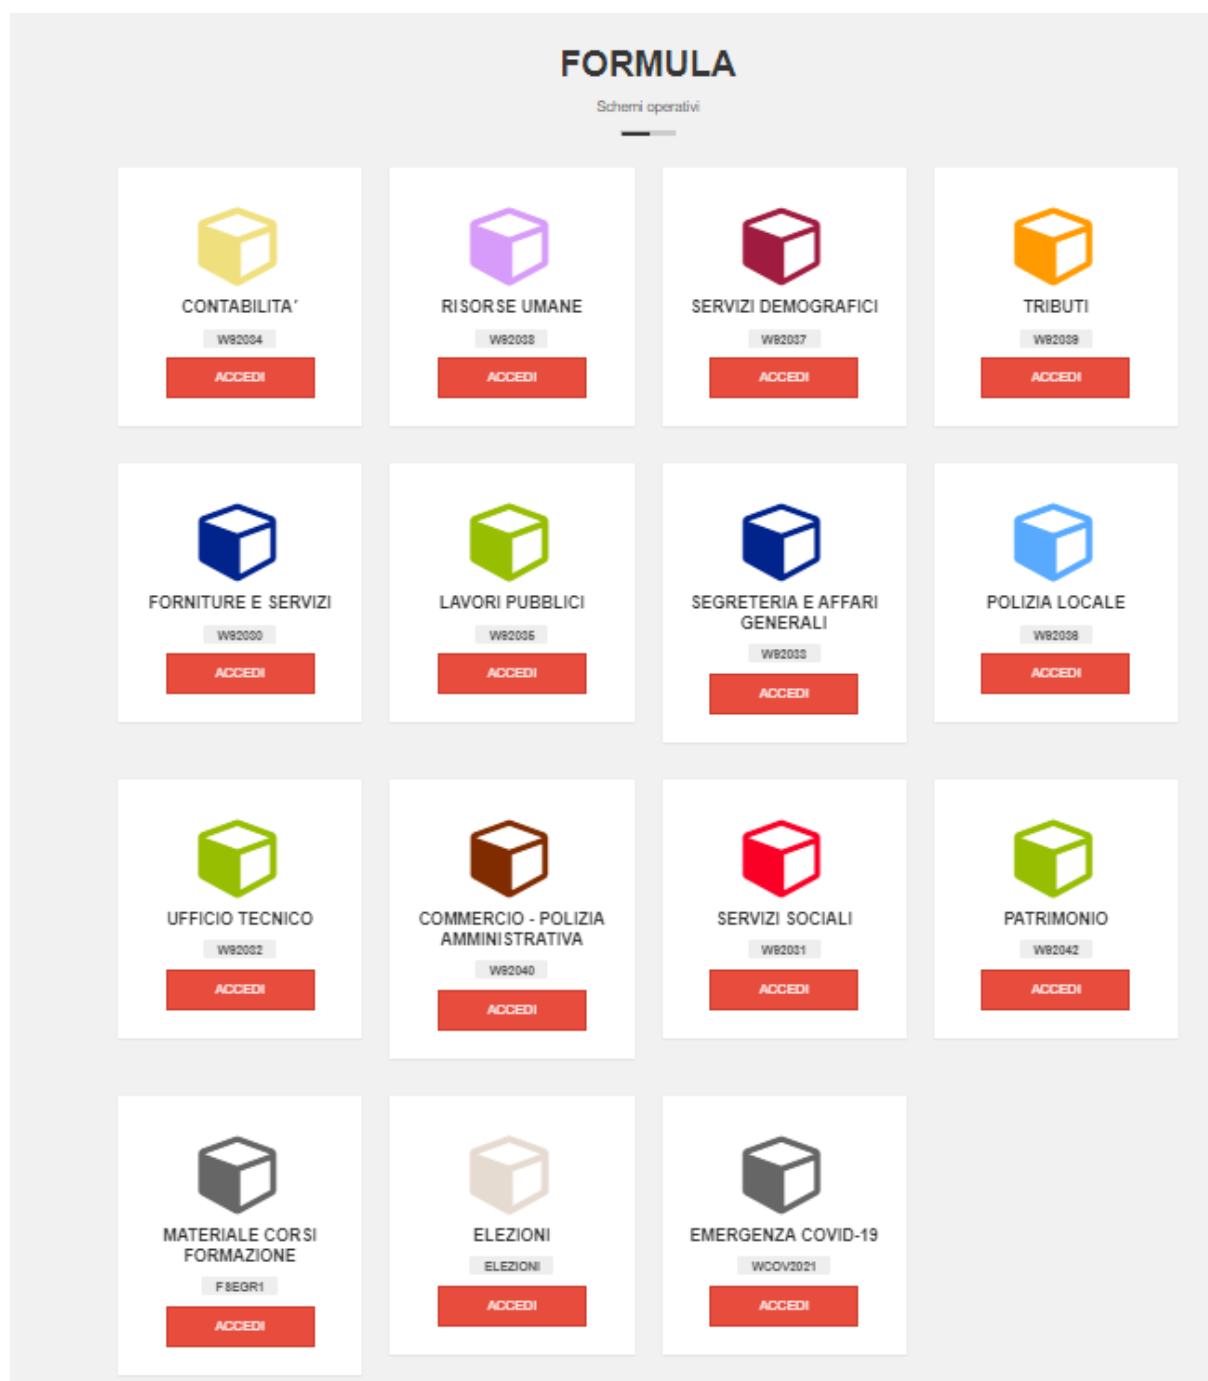 FORMULA
Schemi operativi
CONTABILITA'
W92034
ACCEDI
RISORSE UMANE
ACCEDI
SERVIZI DEMOGRAFICI
W92037
ACCEDI
TRIBUTI
W92039
ACCEDI
FORNITURE E SERVIZI
W92030
ACCEDI
LAVORI PUBBLICI
W92035
ACCEDI
SEGRETERIA E AFFARI
GENERALI
W92033
ACCEDI
POLIZIA LOCALE
ACCEDI
UFFICIO TECNICO
W92032
ACCEDI
COMMERCIO - POLIZIA
AMMINISTRATIVA
W92040
ACCEDI
SERVIZI SOCIALI
W92031
ACCEDI
PATRIMONIO
W92042
ACCEDI
MATERIALE CORSI
FORMAZIONE
FSEGR1
ACCEDI
ELEZIONI
ELEZIONI
ACCEDI
EMERGENZA COVID-19
WCOV2021
ACCEDI